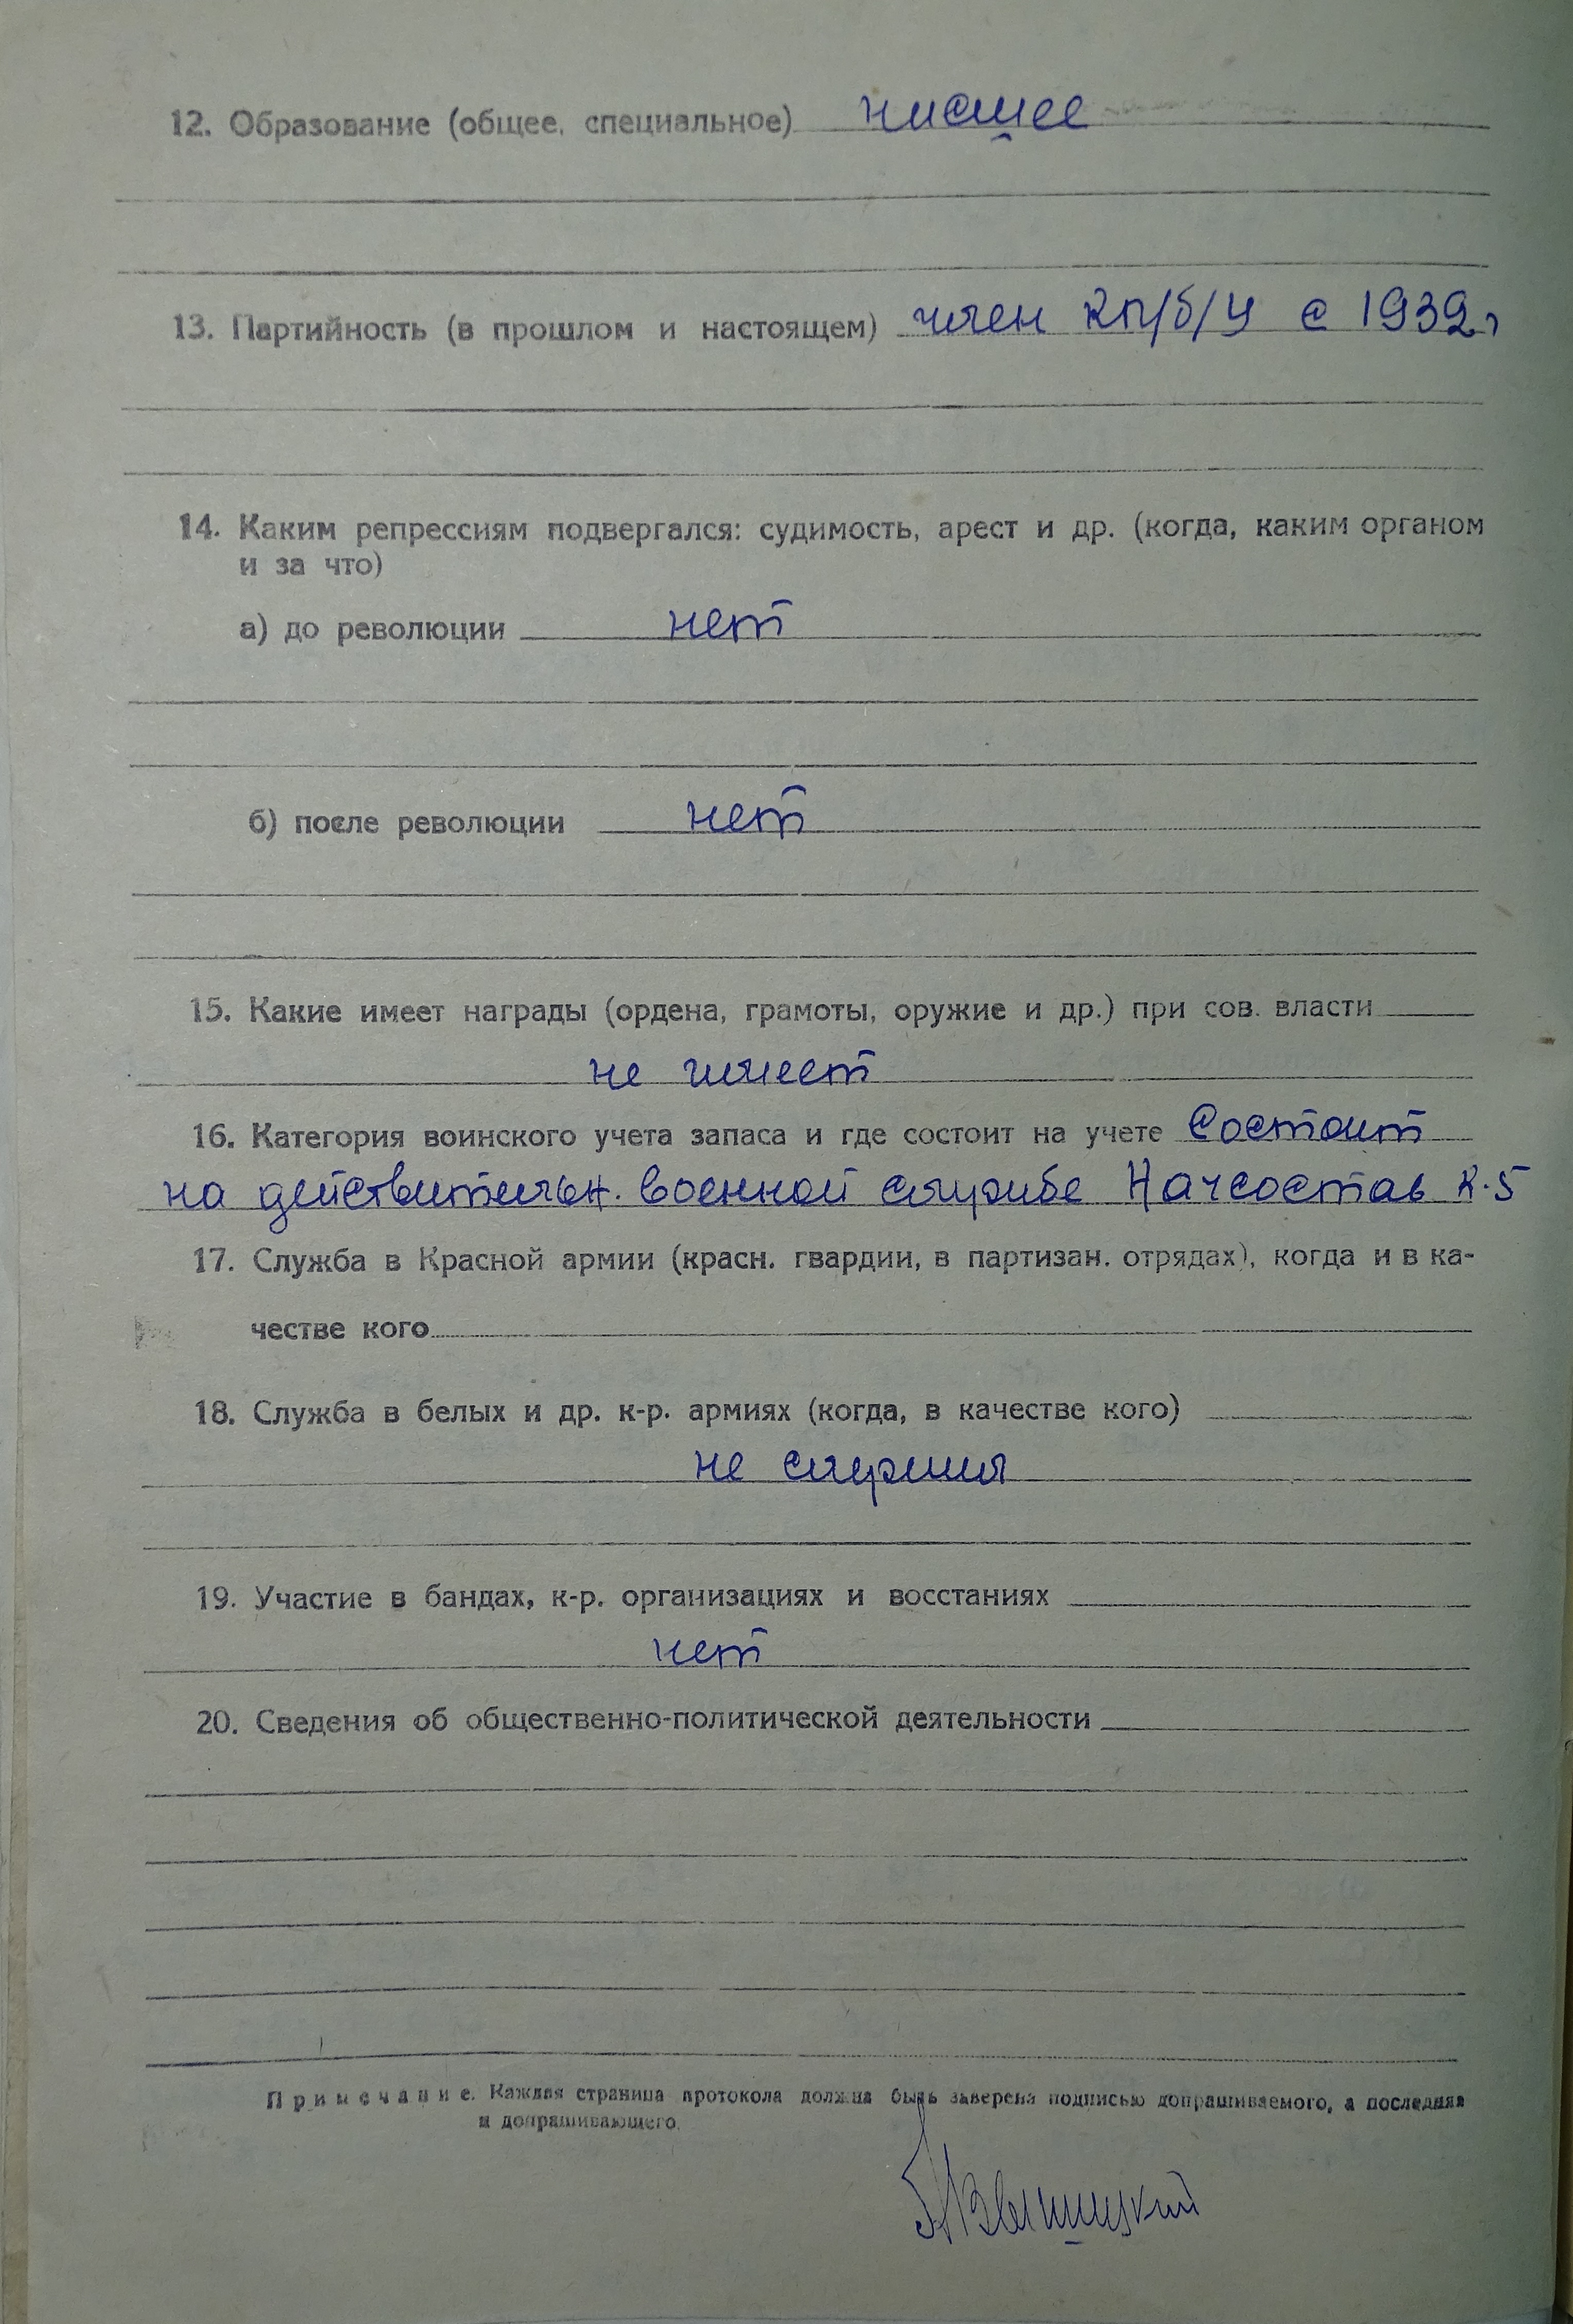 12. Образование (общее, специальное) нисшее
13. Партийность (в прошлом и настоящем) член КП/б/У с 1932 г
14. Каким репрессиям подвергался: судимость, арест и др. (когда, каким органом
и за что)
а) до революции нет
б) после революции нет
15. Какие имеет награды (ордена, грамоты, оружие и др.) при сов. власти
не имеет
16. Категория воинского учета запаса и где состоит на учете Состоит
на действительн. военной службе Начсостав К.5
17. Служба в Красной армии (красн. гвардии, в партизан. отрядах), когда и в ка-
честве кого
18. Служба в белых и др. к-р. армиях (когда, в качестве кого)
не служил
19. Участие в бандах, к-р. организациях и восстаниях
нет
20. Сведения об общественно-политической деятельности
Примечание. Каждая страница протокола должна быть заверена подписью допрашиваемого, а последняя
и допрашивающего.